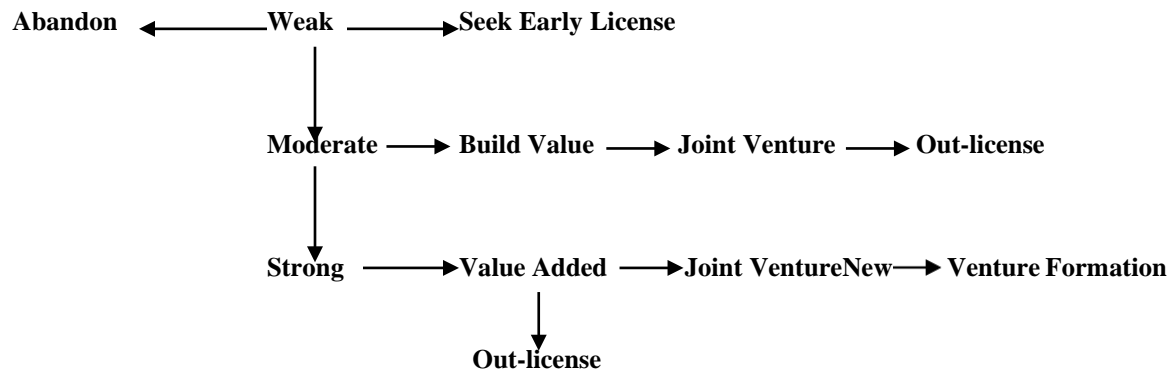 Abandon Weak Seek Early License
Moderate Build Value Joint Venture Out-license
Strong Value Added Joint VentureNew Venture Formation
Out-license